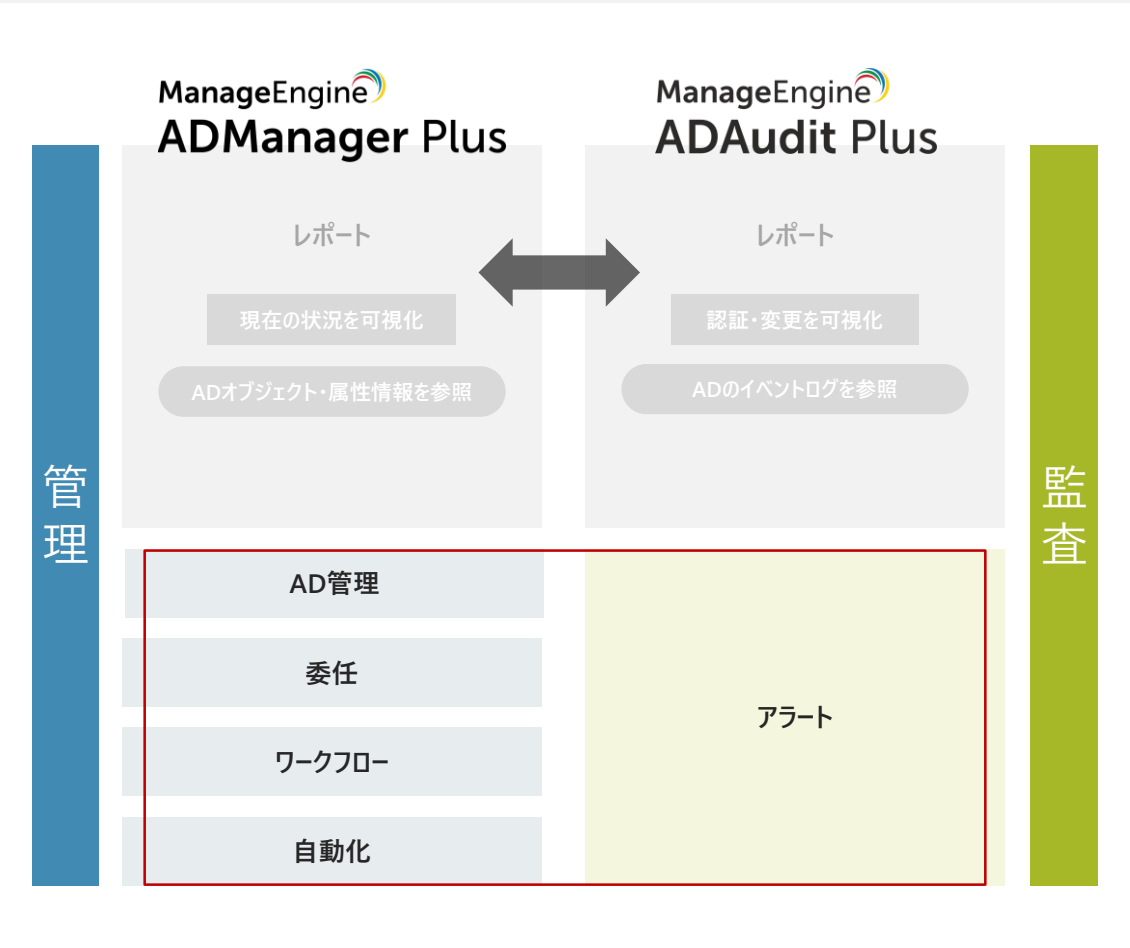 ManageEngine
ADManager Plus
ManageEngine
ADAudit Plus
管理
レポート
現在の状況を可視化
ADオブジェクト・属性情報を参照
レポート
認証・変更を可視化
ADのイベントログを参照
監査
AD管理
委任
ワークフロー
自動化
アラート